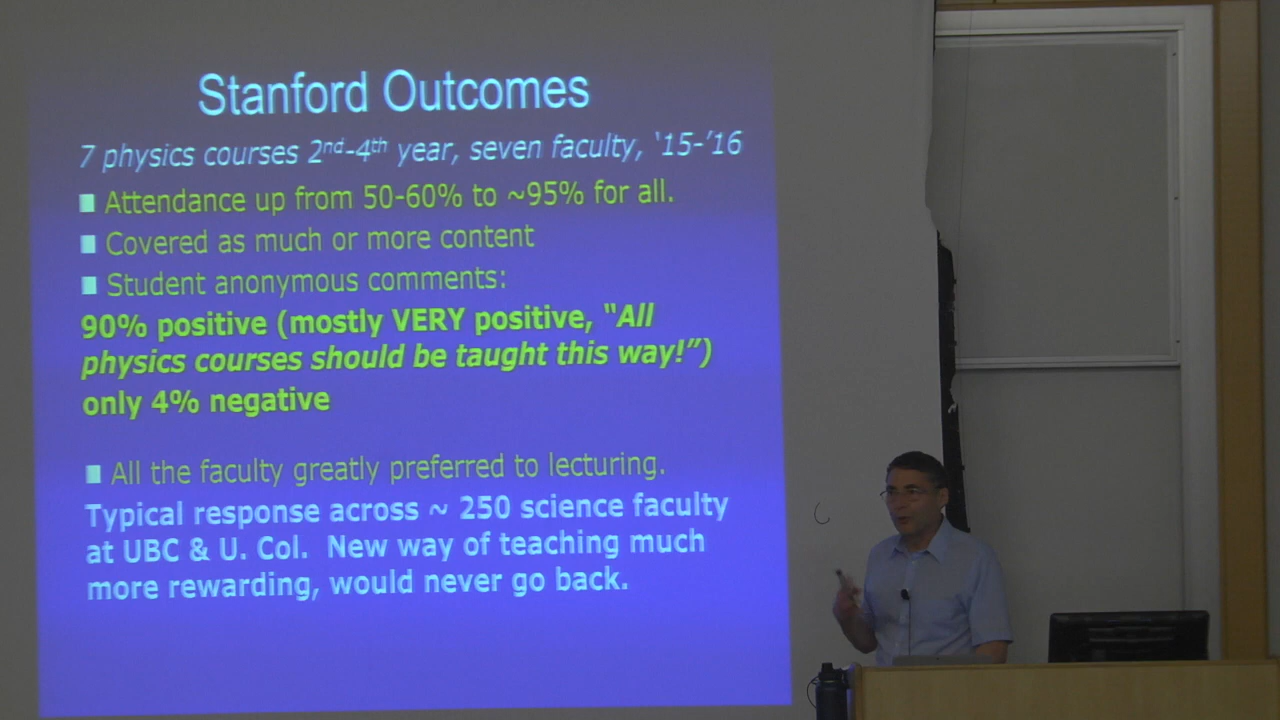 Stanford Outcomes
7 physics courses 2nd-4th year, seven faculty, ‘15-’16
Attendance up from 50-60% to ~95% for all.
Covered as much or more content
Student anonymous comments:
90% positive (mostly VERY positive, “All
physics courses should be taught this way!”)
only 4% negative
All the faculty greatly preferred to lecturing.
Typical response across ~ 250 science faculty
at UBC & U. Col. New way of teaching much
more rewarding, would never go back.